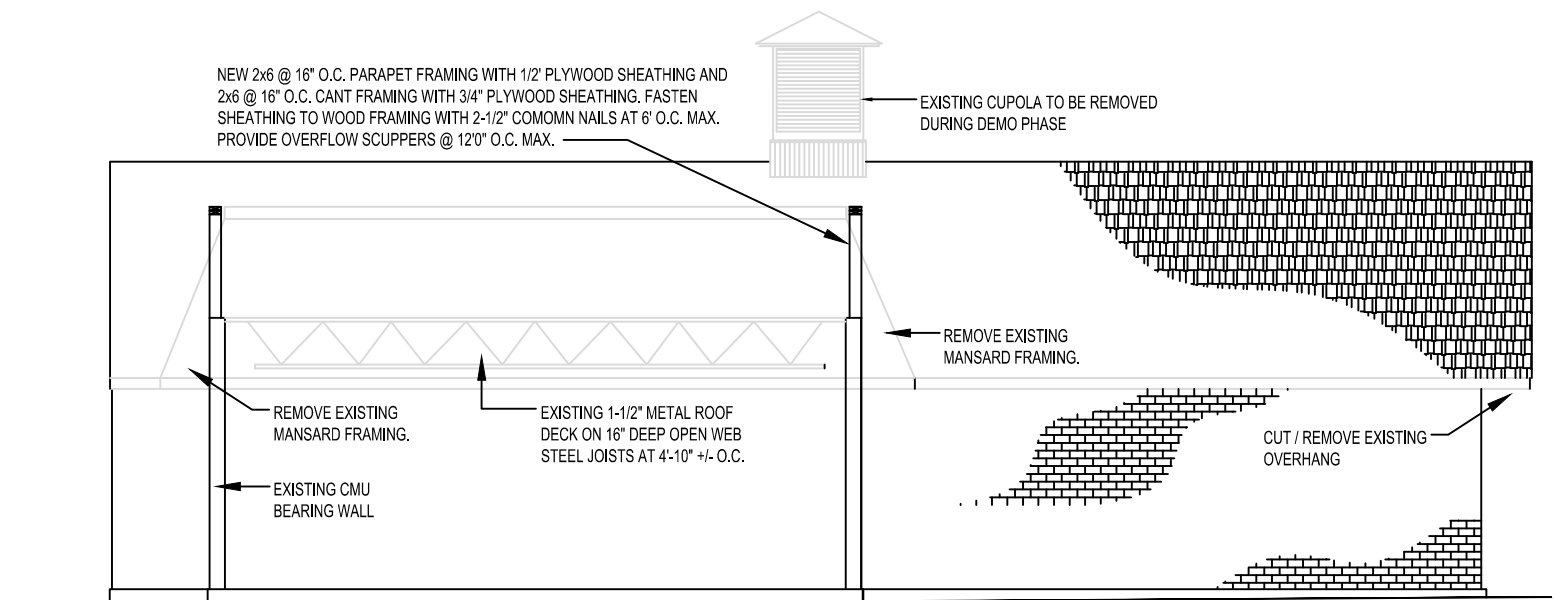 NEW 2x6 @ 16" O.C. PARAPET FRAMING WITH 1/2' PLYWOOD SHEATHING AND
2x6 @ 16" O.C. CANT FRAMING WITH 3/4" PLYWOOD SHEATHING. FASTEN
SHEATHING TO WOOD FRAMING WITH 2-1/2" COMOMN NAILS AT 6' O.C. MAX.
PROVIDE OVERFLOW SCUPPERS @ 12'0" O.C. MAX.
EXISTING CUPOLA TO BE REMOVED
DURING DEMO PHASE
REMOVE EXISTING
MANSARD FRAMING.
REMOVE EXISTING
MANSARD FRAMING.
EXISTING 1-1/2" METAL ROOF
DECK ON 16" DEEP OPEN WEB
STEEL JOISTS AT 4'-10" +/- O.C.
CUT / REMOVE EXISTING
OVERHANG
EXISTING CMU
BEARING WALL